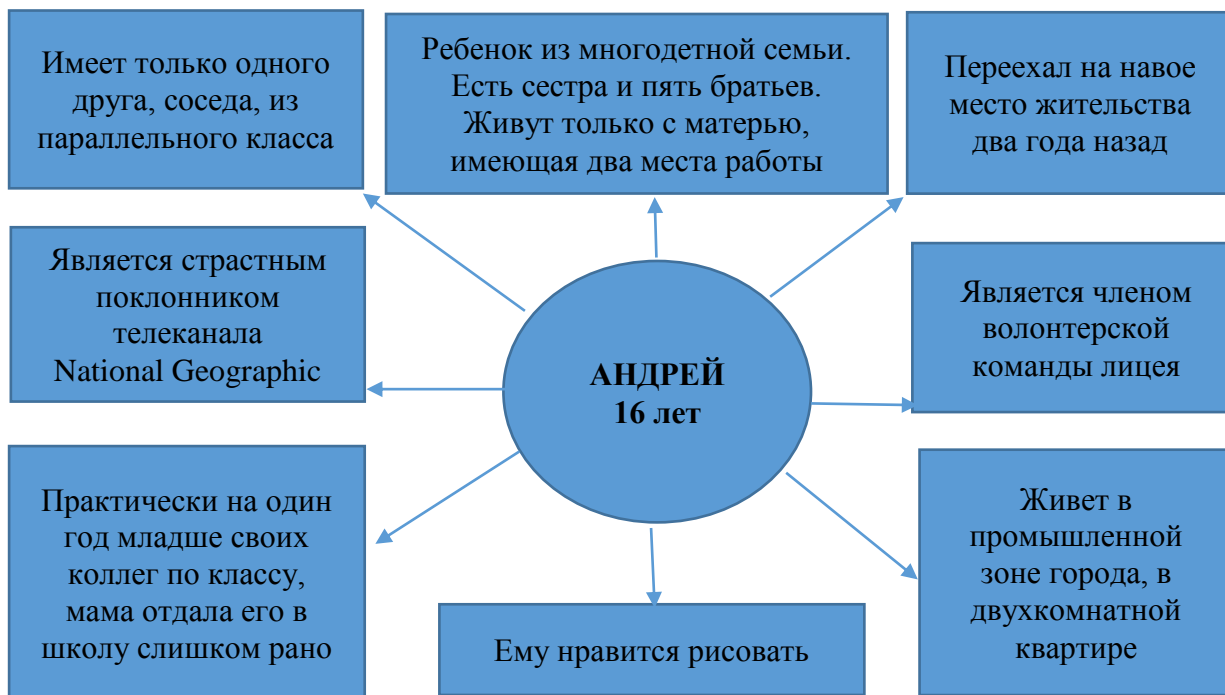 Имеет только одного
друга, соседа, из
параллельного класса
Ребенок из многодетной семьи.
Есть сестра и пять братьев.
Живут только с матерью,
имеющая два места работы
Переехал на навое
место жительства
два года назад
Является страстным
поклонником
телеканала
National Geographic
АНДРЕЙ
16 лет
Является членом
волонтерской
команды лицея
Практически на один
год младше своих
коллег по классу,
мама отдала его в
школу слишком рано
Ему нравится рисовать
Живет в
промышленной
зоне города, в
двухкомнатной
квартире